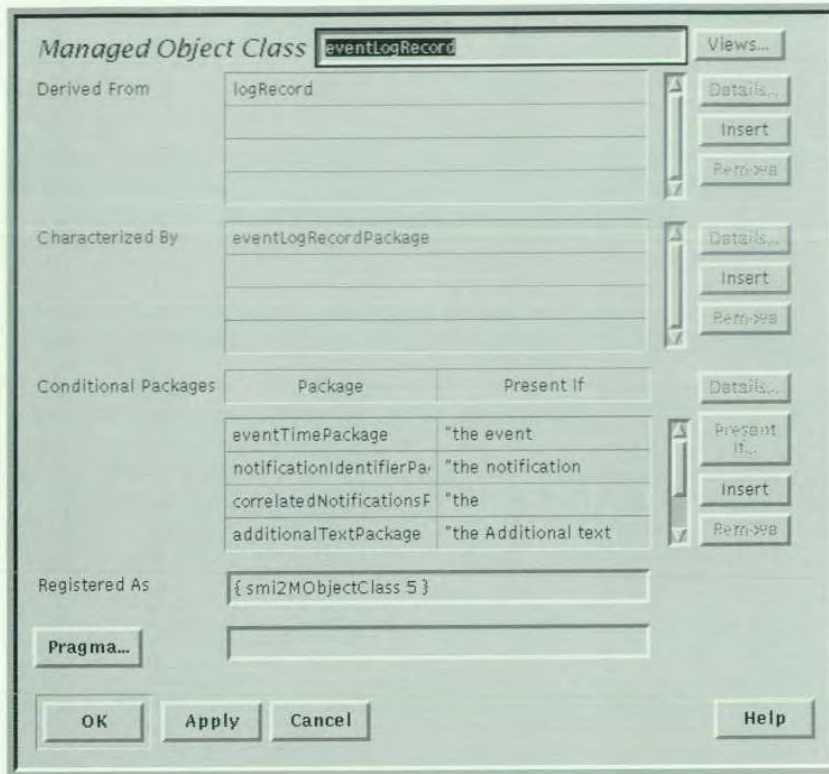 Managed Object Class eventLogRecord Views...
Derived From logRecord Details...
Insert
Remove
Characterized By eventLogRecordPackage Details...
Insert
Remove
Conditional Packages Package Present If Details...
eventTimePackage "the event Present If...
notificationIdentifierPa "the notification
correlatedNotificationsP "the Insert
additionalTextPackage "the Additional text Remove
Registered As { smi2MObjectClass 5 }
Pragma...
OK Apply Cancel Help